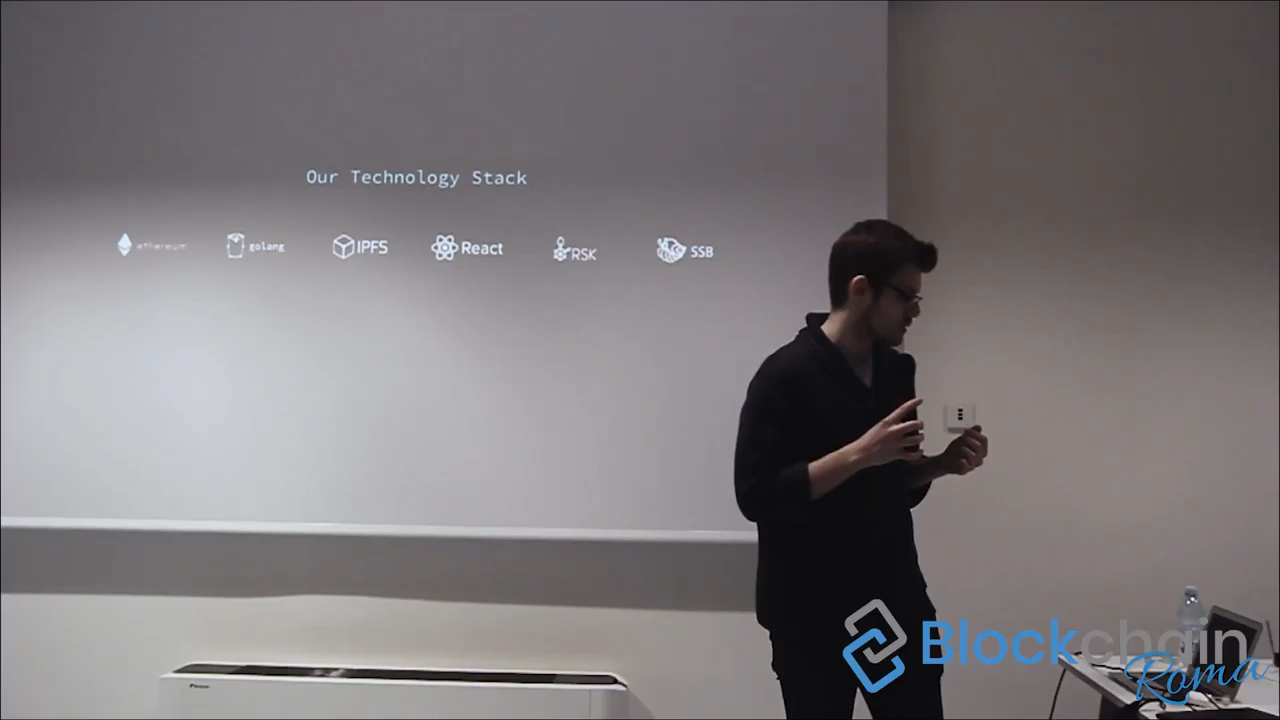 Our Technology Stack
ethereum golang IPFS React RSK SSB
Blockchain
Roma